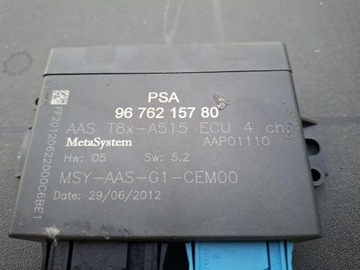 PSA
96 762 157 80
AAS T8x-A515 ECU 4 ch.
MetaSystem
AAP01110
Hw: 05 Sw: 5.2
MSY-AAS-G1-CEM00
Date: 29/06/2012
FF20120622000C6BE1